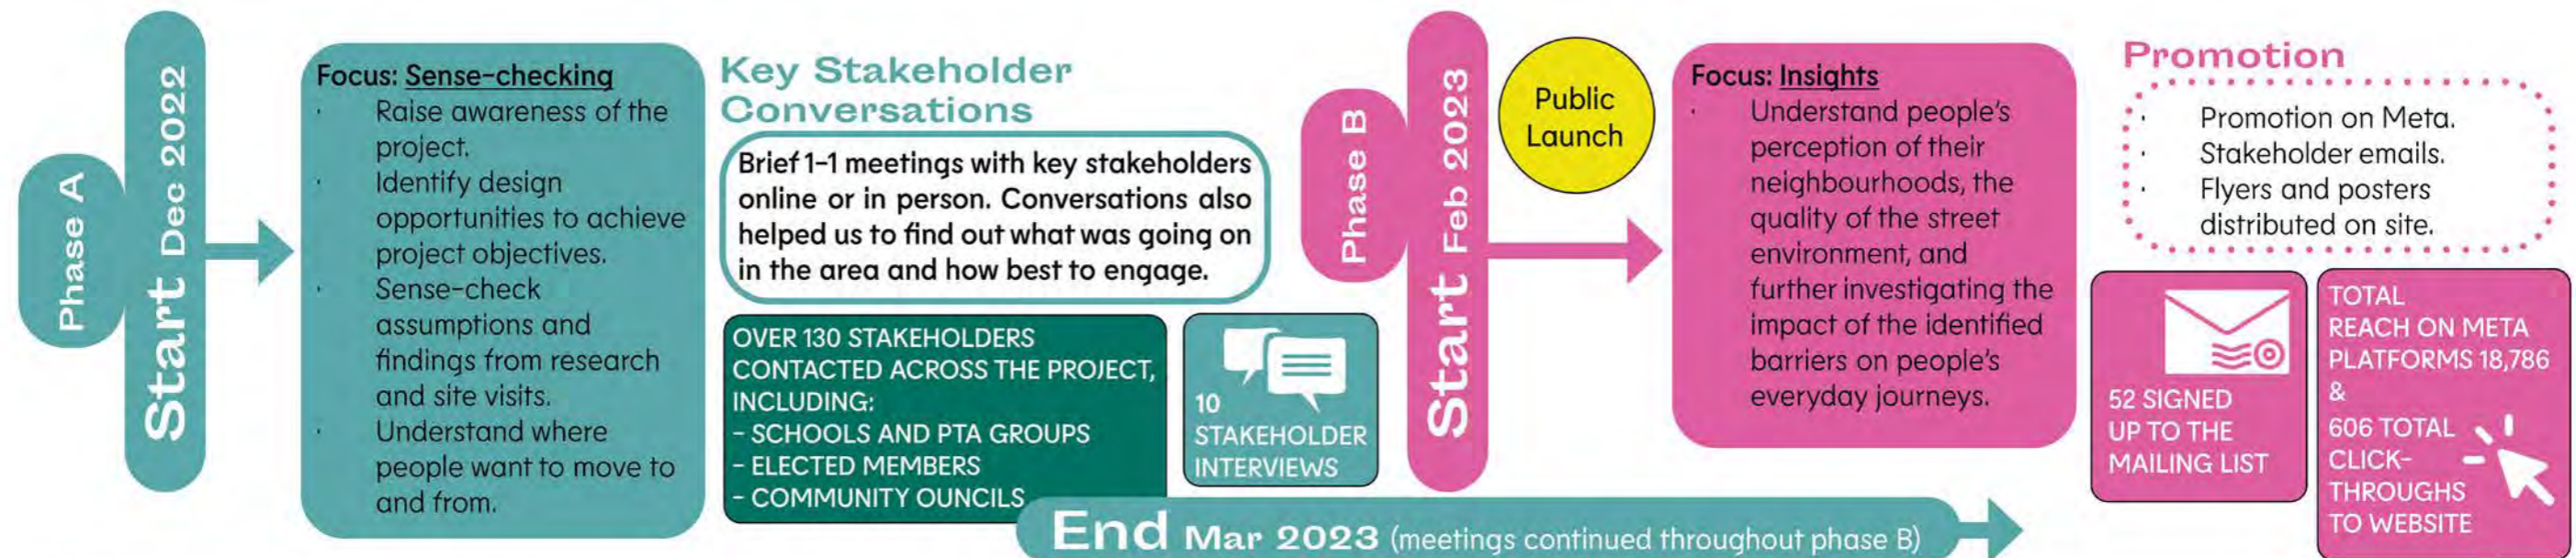 Phase A
Start Dec 2022
Focus: Sense-checking
· Raise awareness of the
project.
· Identify design
opportunities to achieve
project objectives.
· Sense-check
assumptions and
findings from research
and site visits.
· Understand where
people want to move to
and from.
Key Stakeholder
Conversations
Brief 1-1 meetings with key stakeholders
online or in person. Conversations also
helped us to find out what was going on
in the area and how best to engage.
OVER 130 STAKEHOLDERS
CONTACTED ACROSS THE PROJECT,
INCLUDING:
- SCHOOLS AND PTA GROUPS
- ELECTED MEMBERS
- COMMUNITY OUNCILS
10
STAKEHOLDER
INTERVIEWS
End Mar 2023 (meetings continued throughout phase B)
Phase B
Start Feb 2023
Public
Launch
Focus: Insights
· Understand people's
perception of their
neighbourhoods, the
quality of the street
environment, and
further investigating the
impact of the identified
barriers on people's
everyday journeys.
Promotion
· Promotion on Meta.
· Stakeholder emails.
· Flyers and posters
distributed on site.
52 SIGNED
UP TO THE
MAILING LIST
TOTAL
REACH ON META
PLATFORMS 18,786
&
606 TOTAL
CLICK-
THROUGHS
TO WEBSITE